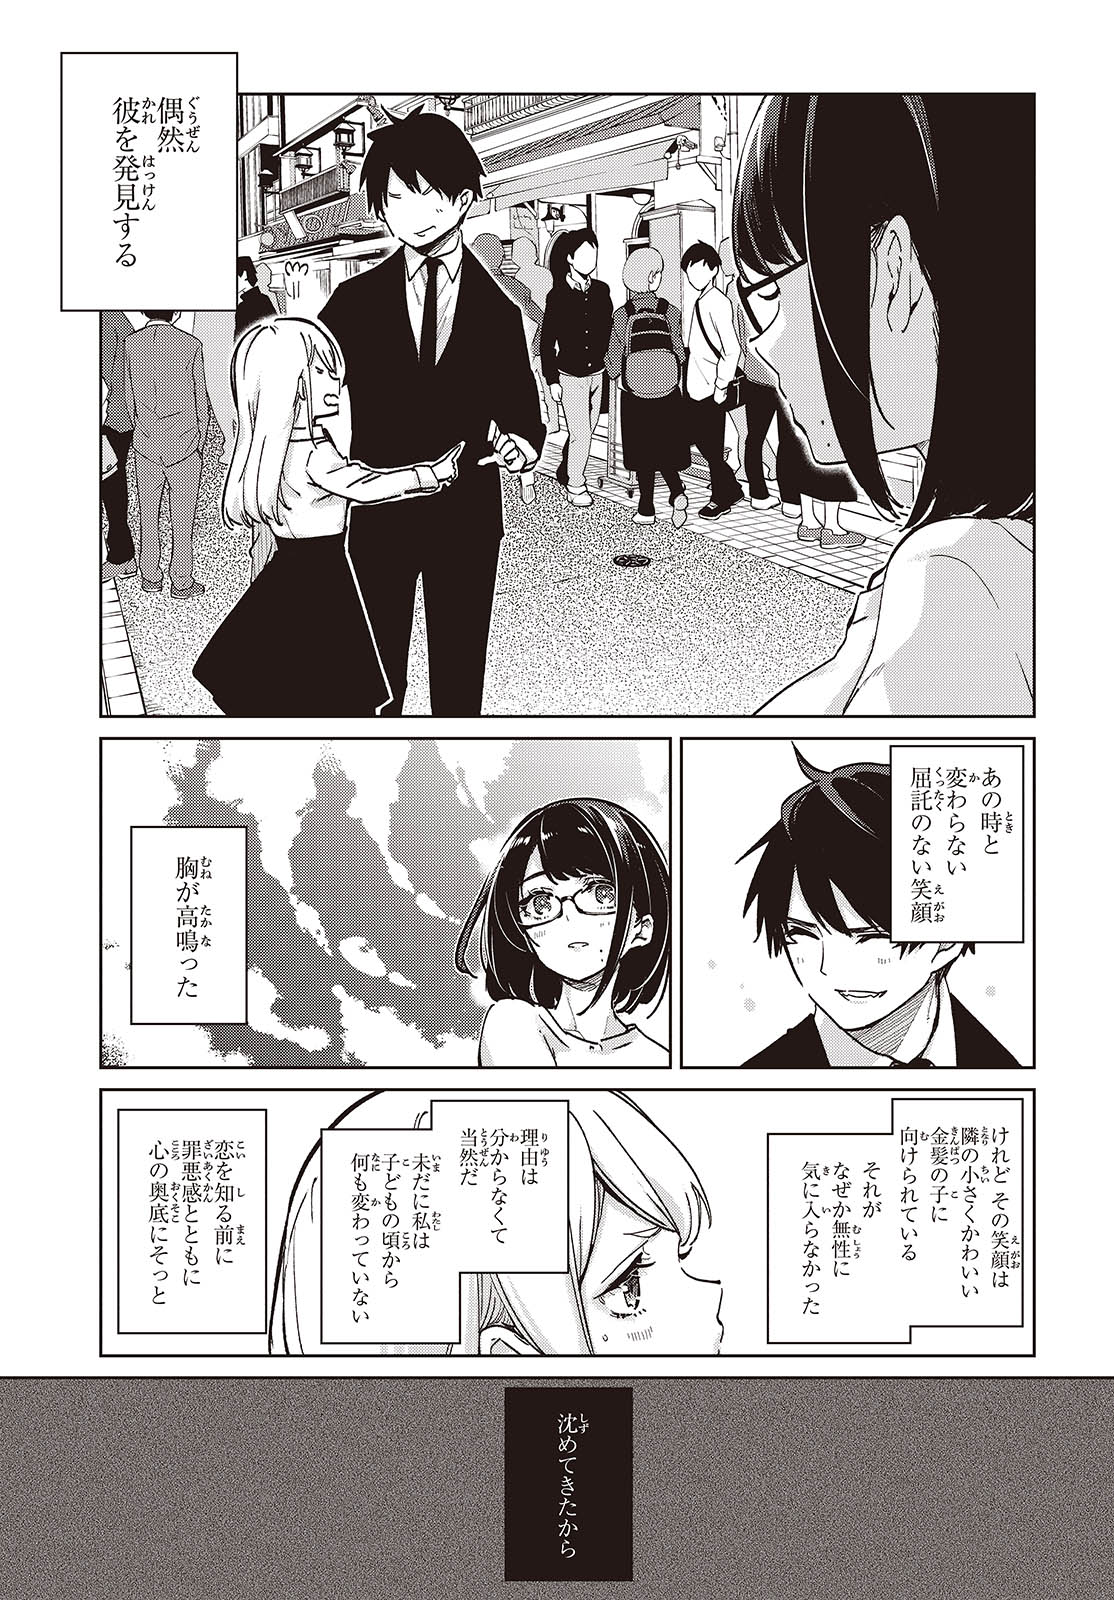 偶然
彼を発見する
あの時と
変わらない
屈託のない笑顔
胸が高鳴った
けれど その笑顔は
隣の小さくかわいい
金髪の子に
向けられている
それが
なぜか無性に
気に入らなかった
理由は
分からなくて
当然だ
未だに私は
子どもの頃から
何も変わっていない
恋を知る前に
罪悪感とともに
心の奥底にそっと
沈めてきたから